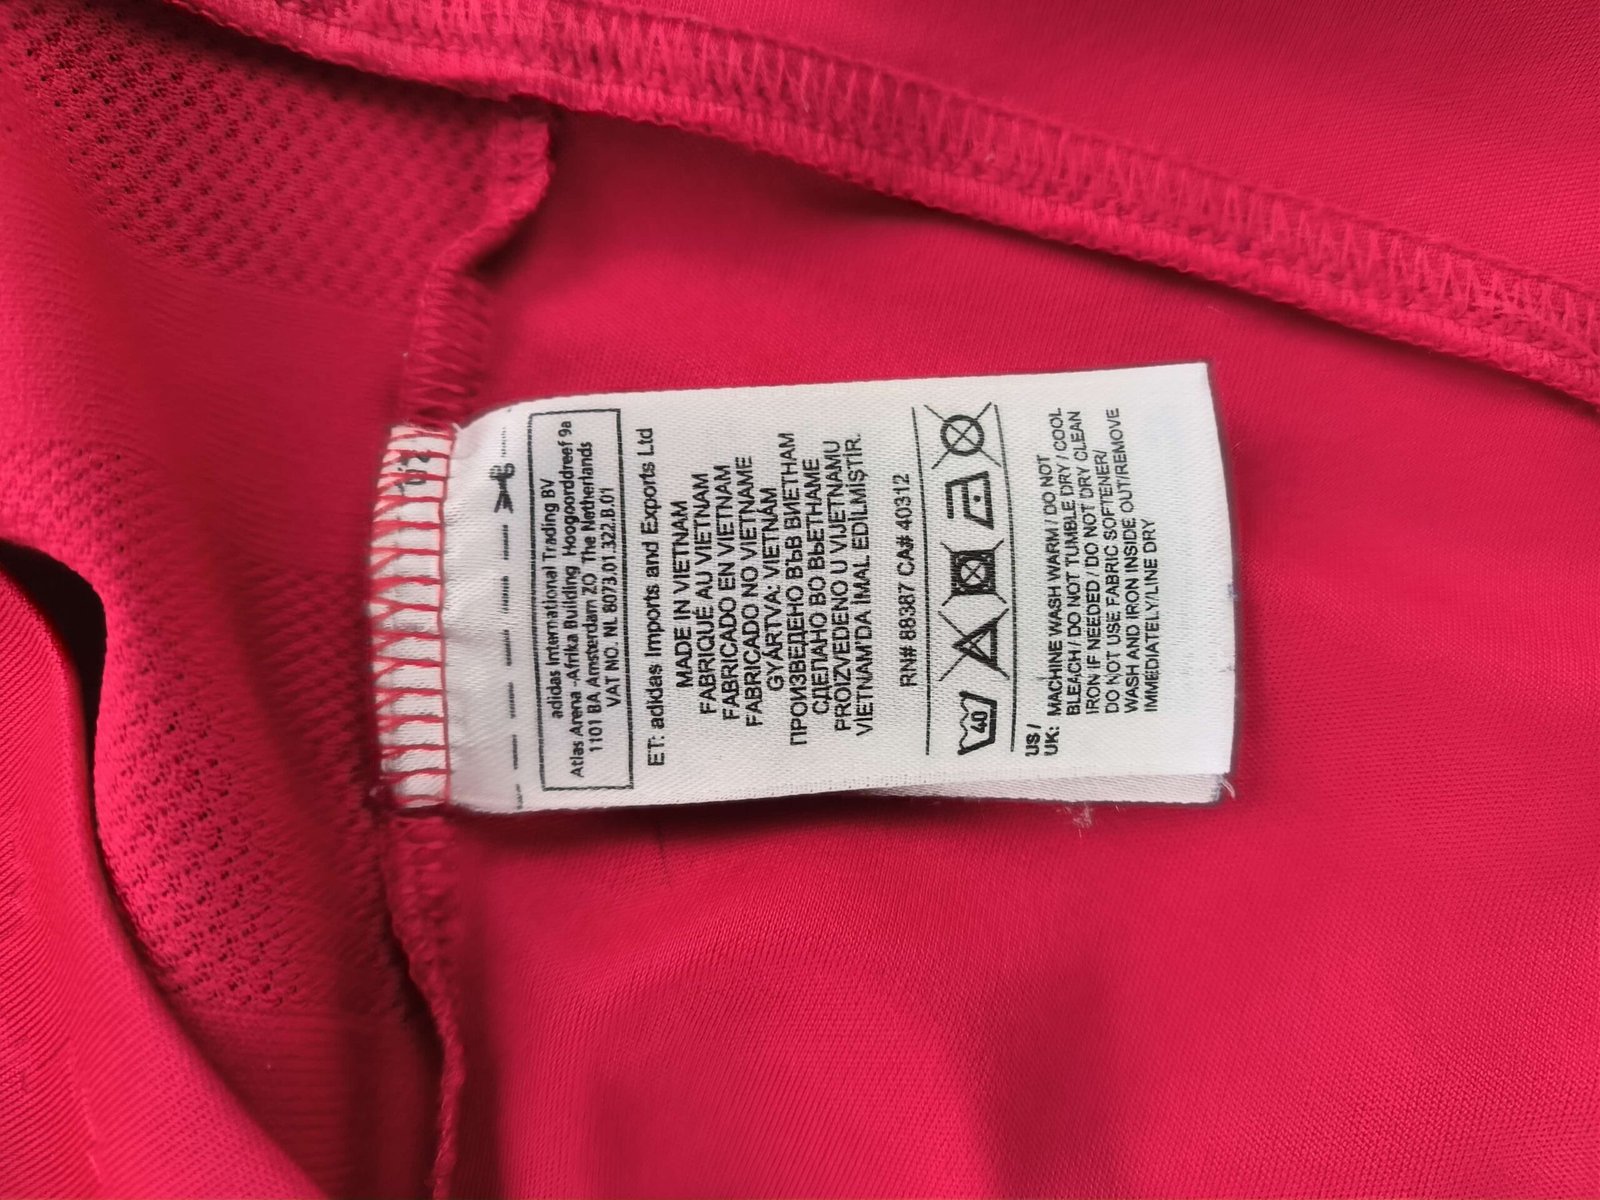 adidas International Trading BV
Atlas Arena -Afrika Building Hoogoorddreef 9a
1101 BA Amsterdam ZO The Netherlands
VAT NO. NL 8073.01.322.B.01
ET: adidas Imports and Exports Ltd
MADE IN VIETNAM
FABRIQUÉ AU VIETNAM
FABRICADO EN VIETNAM
FABRICADO NO VIETNAME
GYÁRTVA: VIETNÁM
ПРОИЗВЕДЕНО ВЪВ ВИЕТНАМ
СДЕЛАНО ВО ВЬЕТНАМЕ
PROIZVEDENO U VIJETNAMU
VIETNAM'DA İMAL EDİLMİŞTİR.
RN# 88387 CA# 40312
40
US /
UK: MACHINE WASH WARM / DO NOT
BLEACH / DO NOT TUMBLE DRY / COOL
IRON IF NEEDED / DO NOT DRY CLEAN
DO NOT USE FABRIC SOFTENER/
WASH AND IRON INSIDE OUT/REMOVE
IMMEDIATELY/LINE DRY